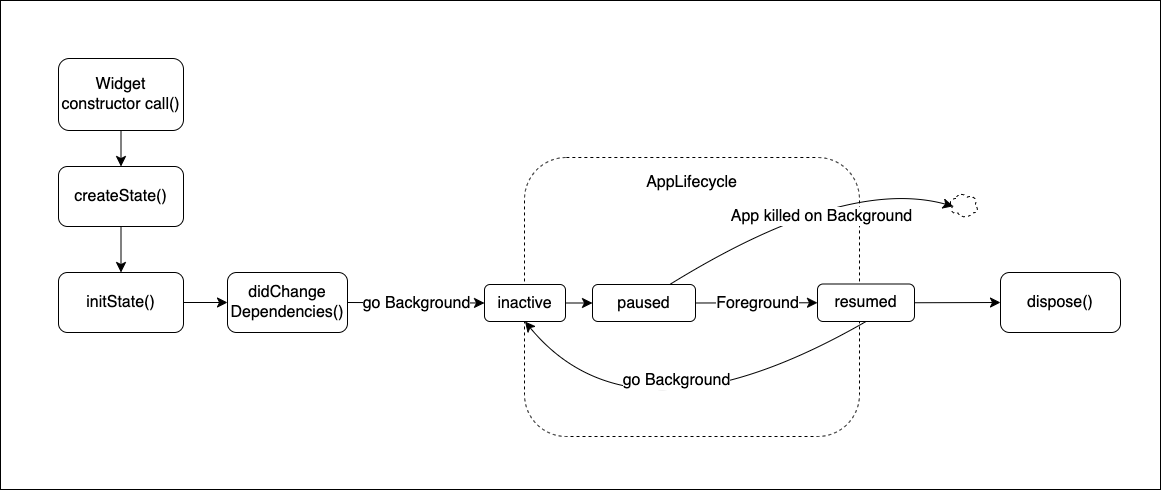 Widget
constructor call()
createState()
initState()
didChange
Dependencies()
go Background
AppLifecycle
App killed on Background
inactive
paused
Foreground
resumed
dispose()
go Background